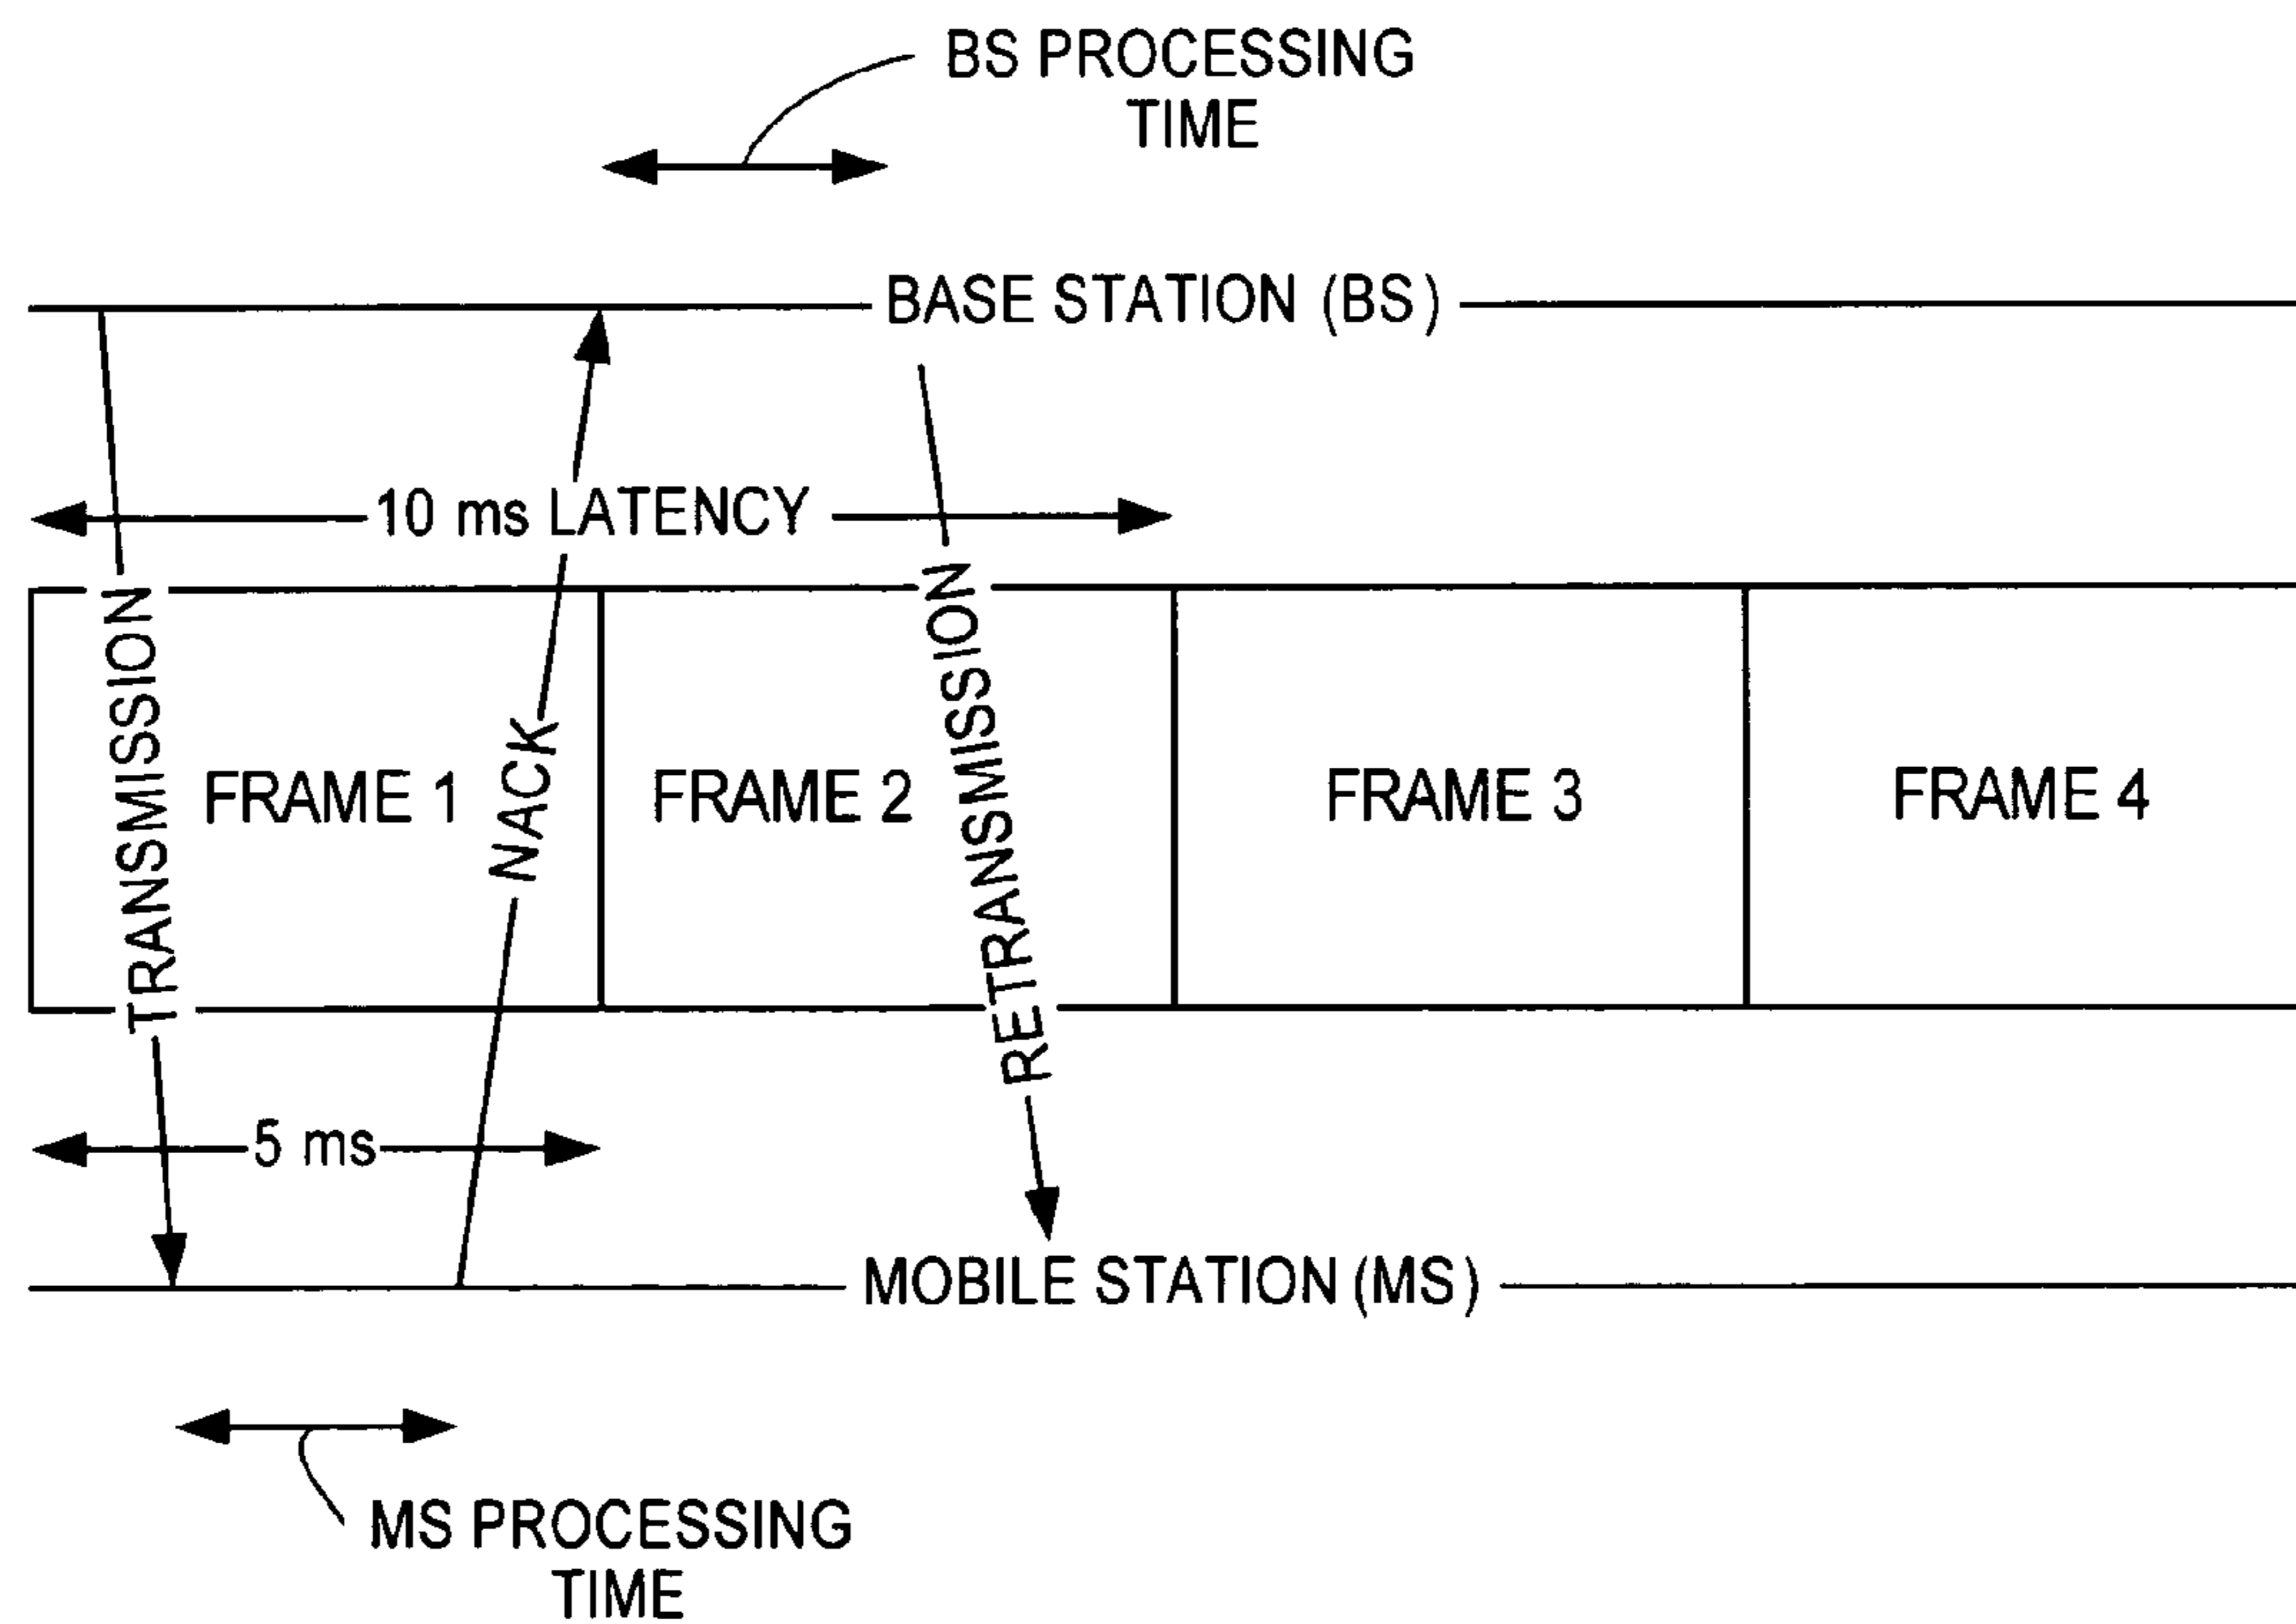 BS PROCESSING
TIME
BASE STATION (BS)
10 ms LATENCY
TRANSMISSION
NACK
RETRANSMISSION
FRAME 1
FRAME 2
FRAME 3
FRAME 4
5 ms
MOBILE STATION (MS)
MS PROCESSING
TIME